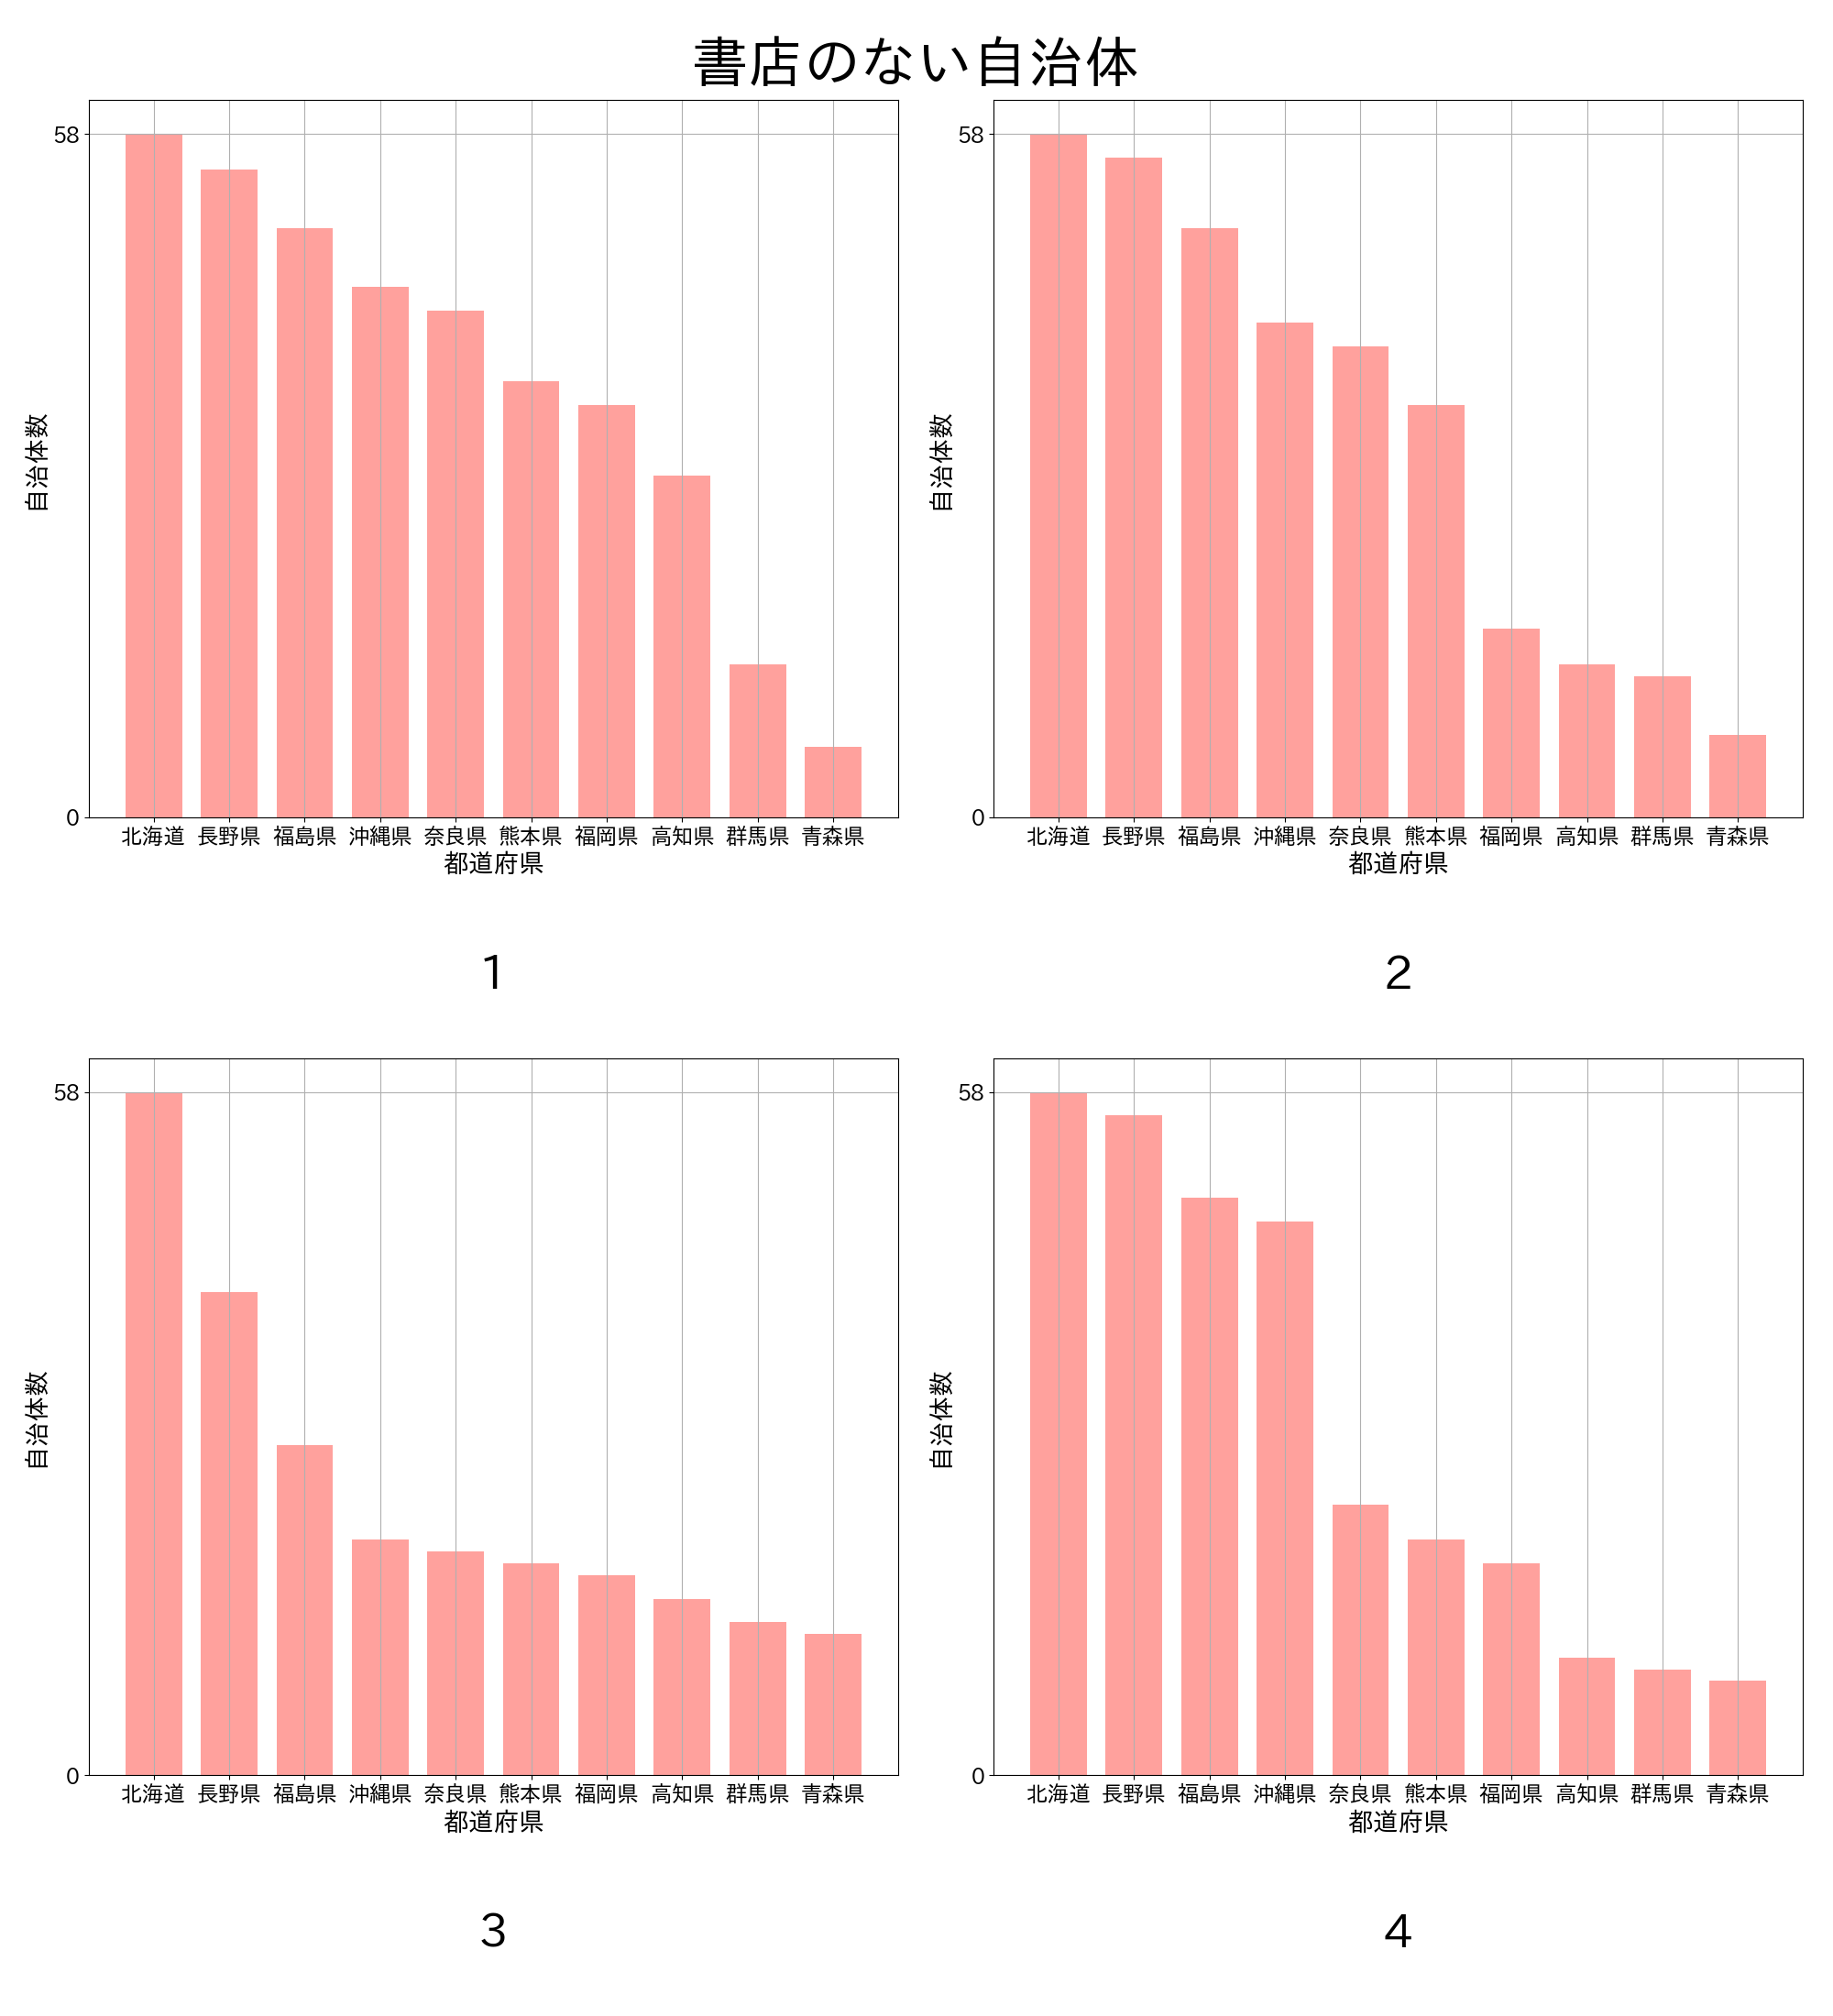 書店のない自治体
58
0
自治体数
北海道 長野県 福島県 沖縄県 奈良県 熊本県 福岡県 高知県 群馬県 青森県
都道府県
1
58
0
自治体数
北海道 長野県 福島県 沖縄県 奈良県 熊本県 福岡県 高知県 群馬県 青森県
都道府県
2
58
0
自治体数
北海道 長野県 福島県 沖縄県 奈良県 熊本県 福岡県 高知県 群馬県 青森県
都道府県
3
58
0
自治体数
北海道 長野県 福島県 沖縄県 奈良県 熊本県 福岡県 高知県 群馬県 青森県
都道府県
4